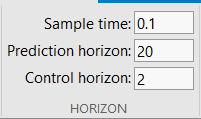 Sample time: 0.1
Prediction horizon: 20
Control horizon: 2
HORIZON